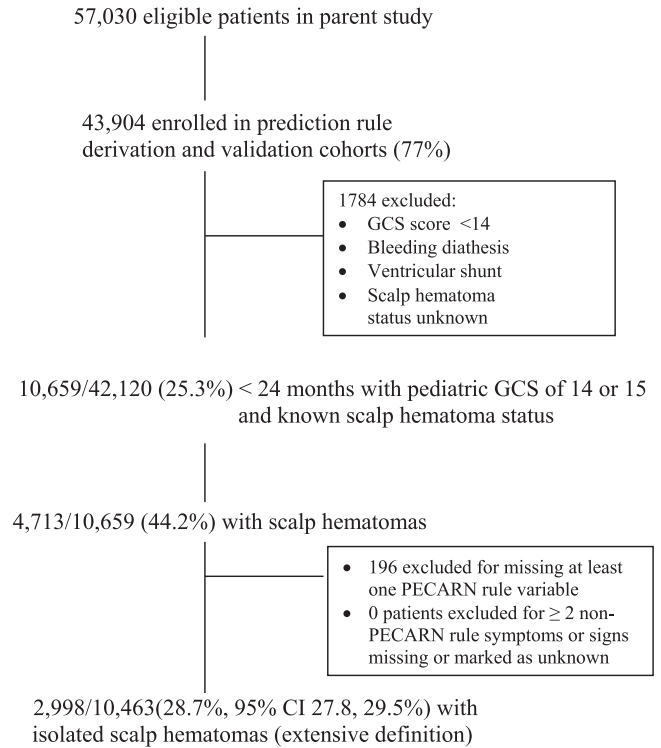 57,030 eligible patients in parent study
43,904 enrolled in prediction rule
derivation and validation cohorts (77%)
1784 excluded:
• GCS score <14
• Bleeding diathesis
• Ventricular shunt
• Scalp hematoma
status unknown
10,659/42,120 (25.3%) < 24 months with pediatric GCS of 14 or 15
and known scalp hematoma status
4,713/10,659 (44.2%) with scalp hematomas
• 196 excluded for missing at least
one PECARN rule variable
• 0 patients excluded for ≥ 2 non-
PECARN rule symptoms or signs
missing or marked as unknown
2,998/10,463(28.7%, 95% CI 27.8, 29.5%) with
isolated scalp hematomas (extensive definition)